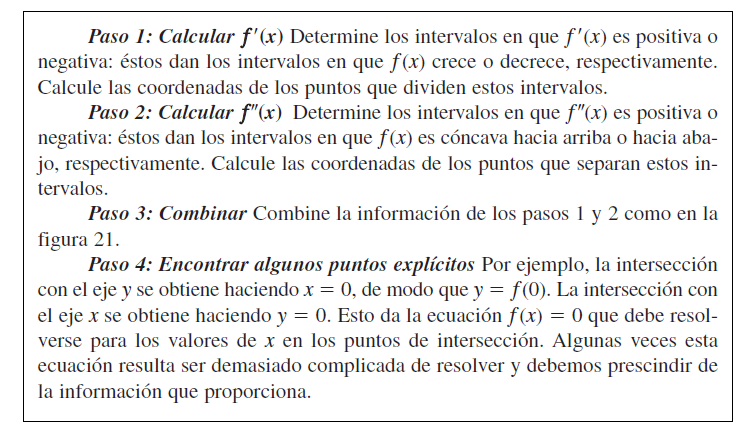 Paso 1: Calcular f'(x) Determine los intervalos en que f'(x) es positiva o
negativa: éstos dan los intervalos en que f(x) crece o decrece, respectivamente.
Calcule las coordenadas de los puntos que dividen estos intervalos.
Paso 2: Calcular f"(x) Determine los intervalos en que f"(x) es positiva o
negativa: éstos dan los intervalos en que f(x) es cóncava hacia arriba o hacia aba-
jo, respectivamente. Calcule las coordenadas de los puntos que separan estos in-
tervalos.
Paso 3: Combinar Combine la información de los pasos 1 y 2 como en la
figura 21.
Paso 4: Encontrar algunos puntos explícitos Por ejemplo, la intersección
con el eje y se obtiene haciendo x = 0, de modo que y = f(0). La intersección con
el eje x se obtiene haciendo y = 0. Esto da la ecuación f(x) = 0 que debe resol-
verse para los valores de x en los puntos de intersección. Algunas veces esta
ecuación resulta ser demasiado complicada de resolver y debemos prescindir de
la información que proporciona.